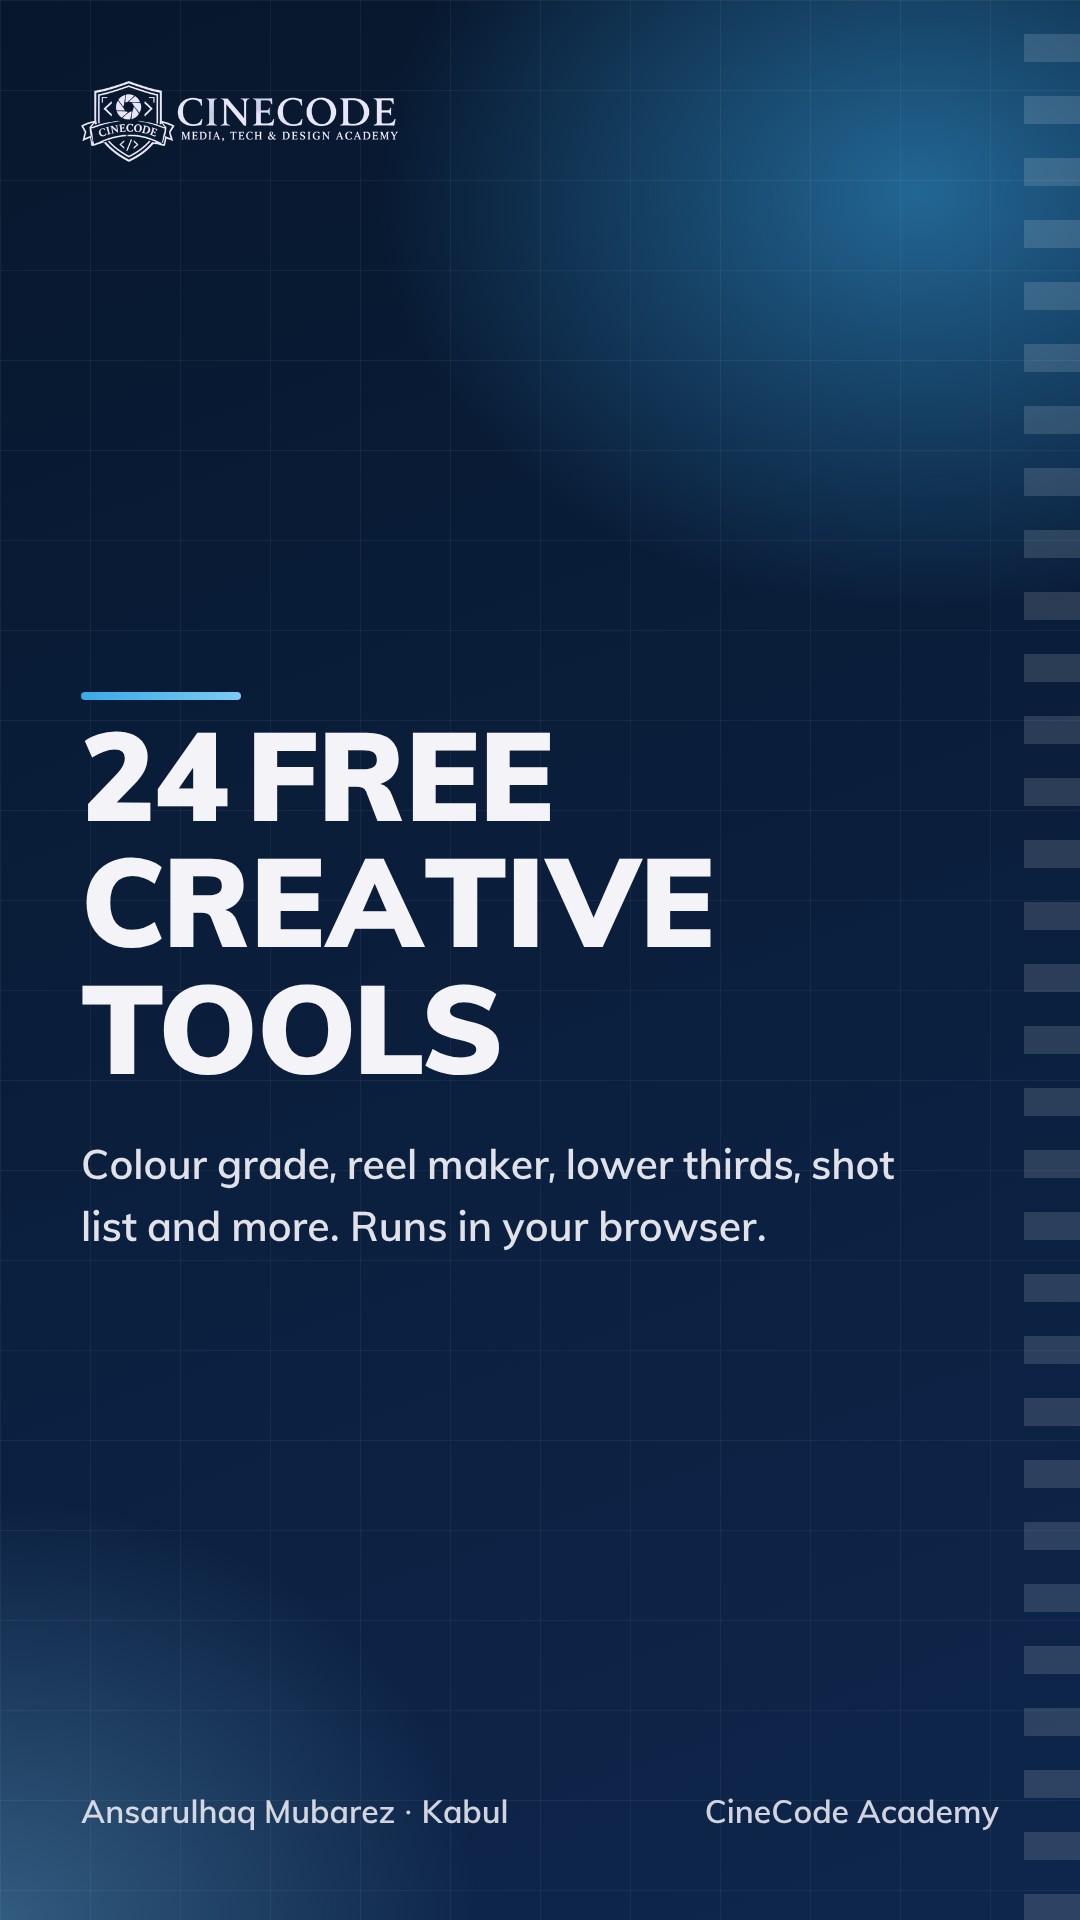 CINECODE
</>
CINECODE
MEDIA, TECH & DESIGN ACADEMY
24 FREE
CREATIVE
TOOLS
Colour grade, reel maker, lower thirds, shot
list and more. Runs in your browser.
Ansarulhaq Mubarez · Kabul
CineCode Academy